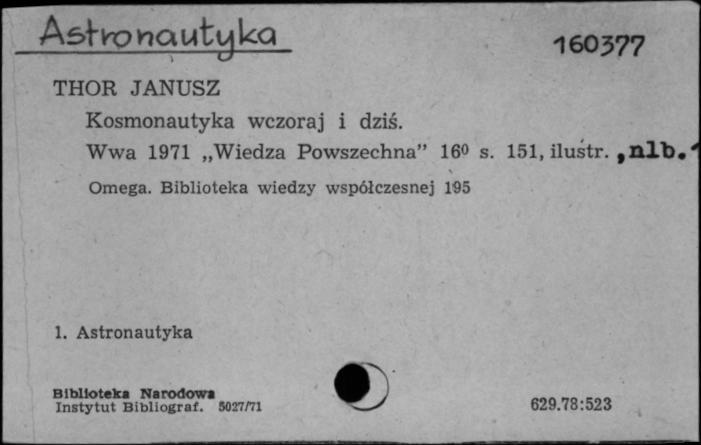 Astronautyka
160377
THOR JANUSZ
Kosmonautyka wczoraj i dziś.
Wwa 1971 „Wiedza Powszechna” 16⁰ s. 151, ilustr. ,nlb.1
Omega. Biblioteka wiedzy współczesnej 195
1. Astronautyka
Biblioteka Narodowa
Instytut Bibliograf. 5027/71
629.78:523